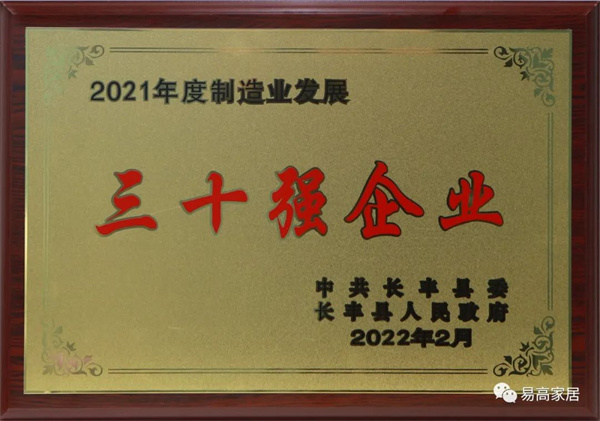 2021年度制造业发展
三十强企业
中共长丰县委
长丰县人民政府
2022年2月
易高家居